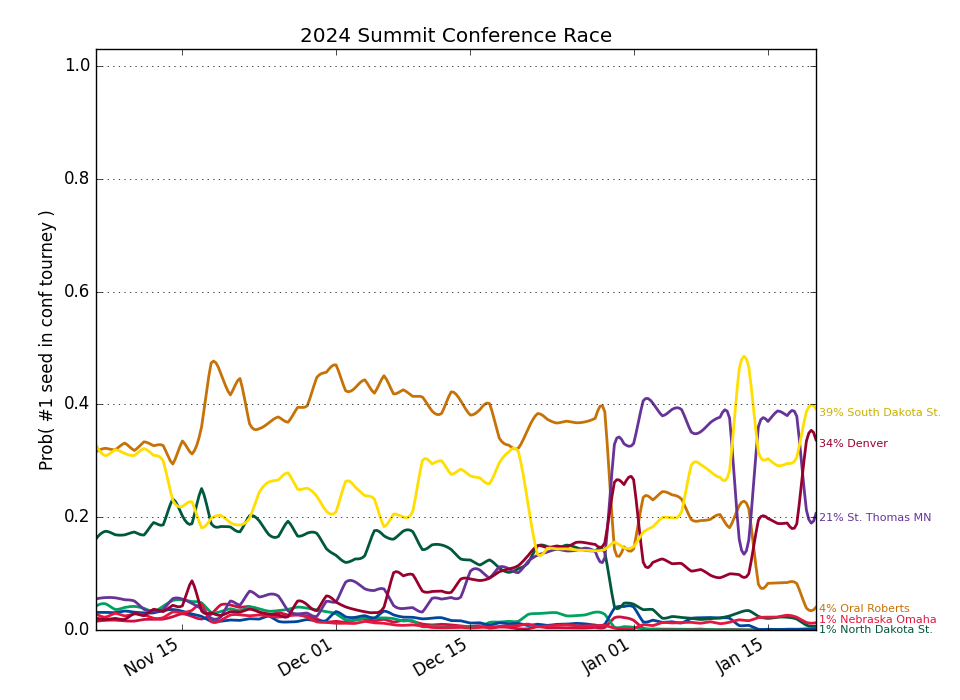 2024 Summit Conference Race
Prob( #1 seed in conf tourney )
1.0
0.8
0.6
0.4
0.2
0.0
Nov 15
Dec 01
Dec 15
Jan 01
Jan 15
39% South Dakota St.
34% Denver
21% St. Thomas MN
4% Oral Roberts
1% Nebraska Omaha
1% North Dakota St.